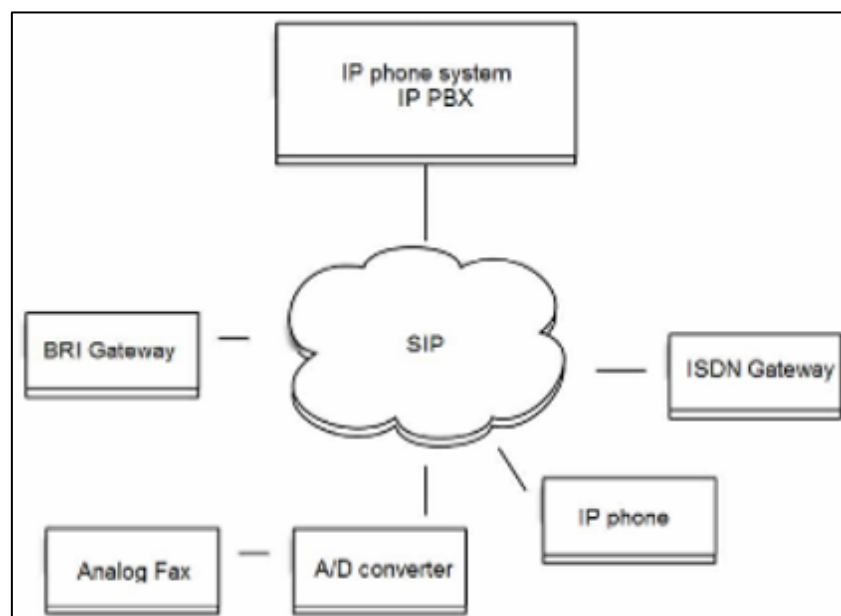 IP phone system
IP PBX
SIP
BRI Gateway
ISDN Gateway
IP phone
Analog Fax
A/D converter